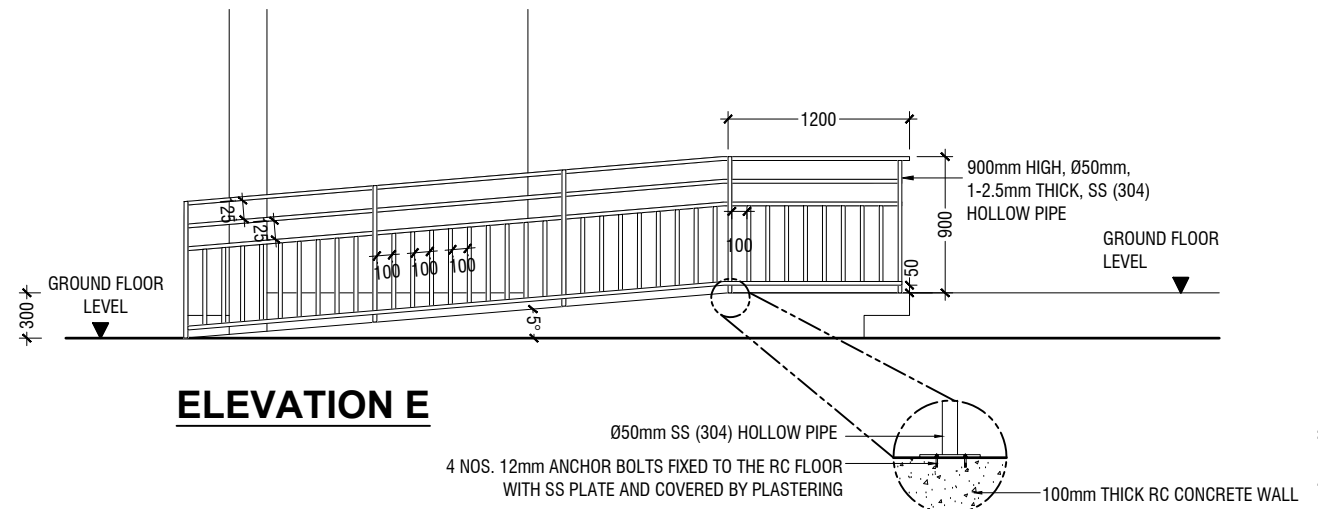 1200
900mm HIGH, Ø50mm,
1-2.5mm THICK, SS (304)
HOLLOW PIPE
125
125
100
100
100
100
900
50
GROUND FLOOR
LEVEL
GROUND FLOOR
LEVEL
300
5°
ELEVATION E
Ø50mm SS (304) HOLLOW PIPE
4 NOS. 12mm ANCHOR BOLTS FIXED TO THE RC FLOOR
WITH SS PLATE AND COVERED BY PLASTERING
100mm THICK RC CONCRETE WALL